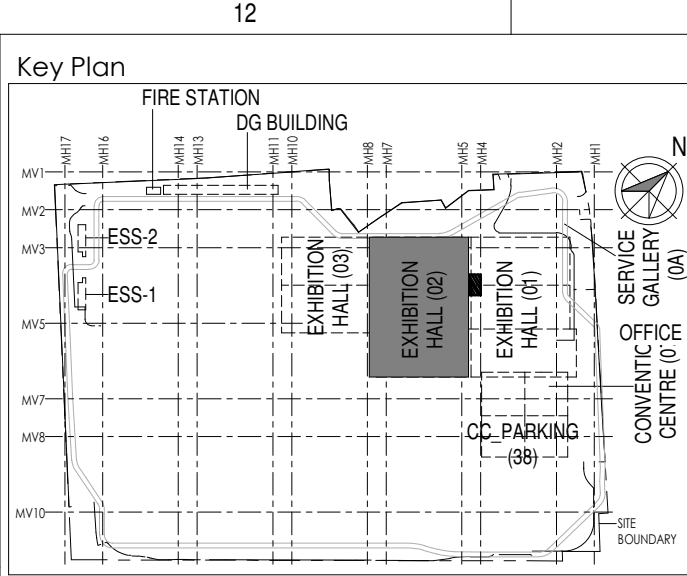 12
Key Plan
FIRE STATION
DG BUILDING
N
MH17
MH16
MH14
MH13
MH11
MH10
MH8
MH7
MH5
MH4
MH2
MH1
MV1
MV2
MV3
MV5
MV7
MV8
MV10
ESS-2
ESS-1
EXHIBITION
HALL (03)
EXHIBITION
HALL (02)
EXHIBITION
HALL (01)
SERVICE
GALLERY
(0A)
OFFICE
CONVENTIC
CENTRE (0
CC_PARKING
(38)
SITE
BOUNDARY